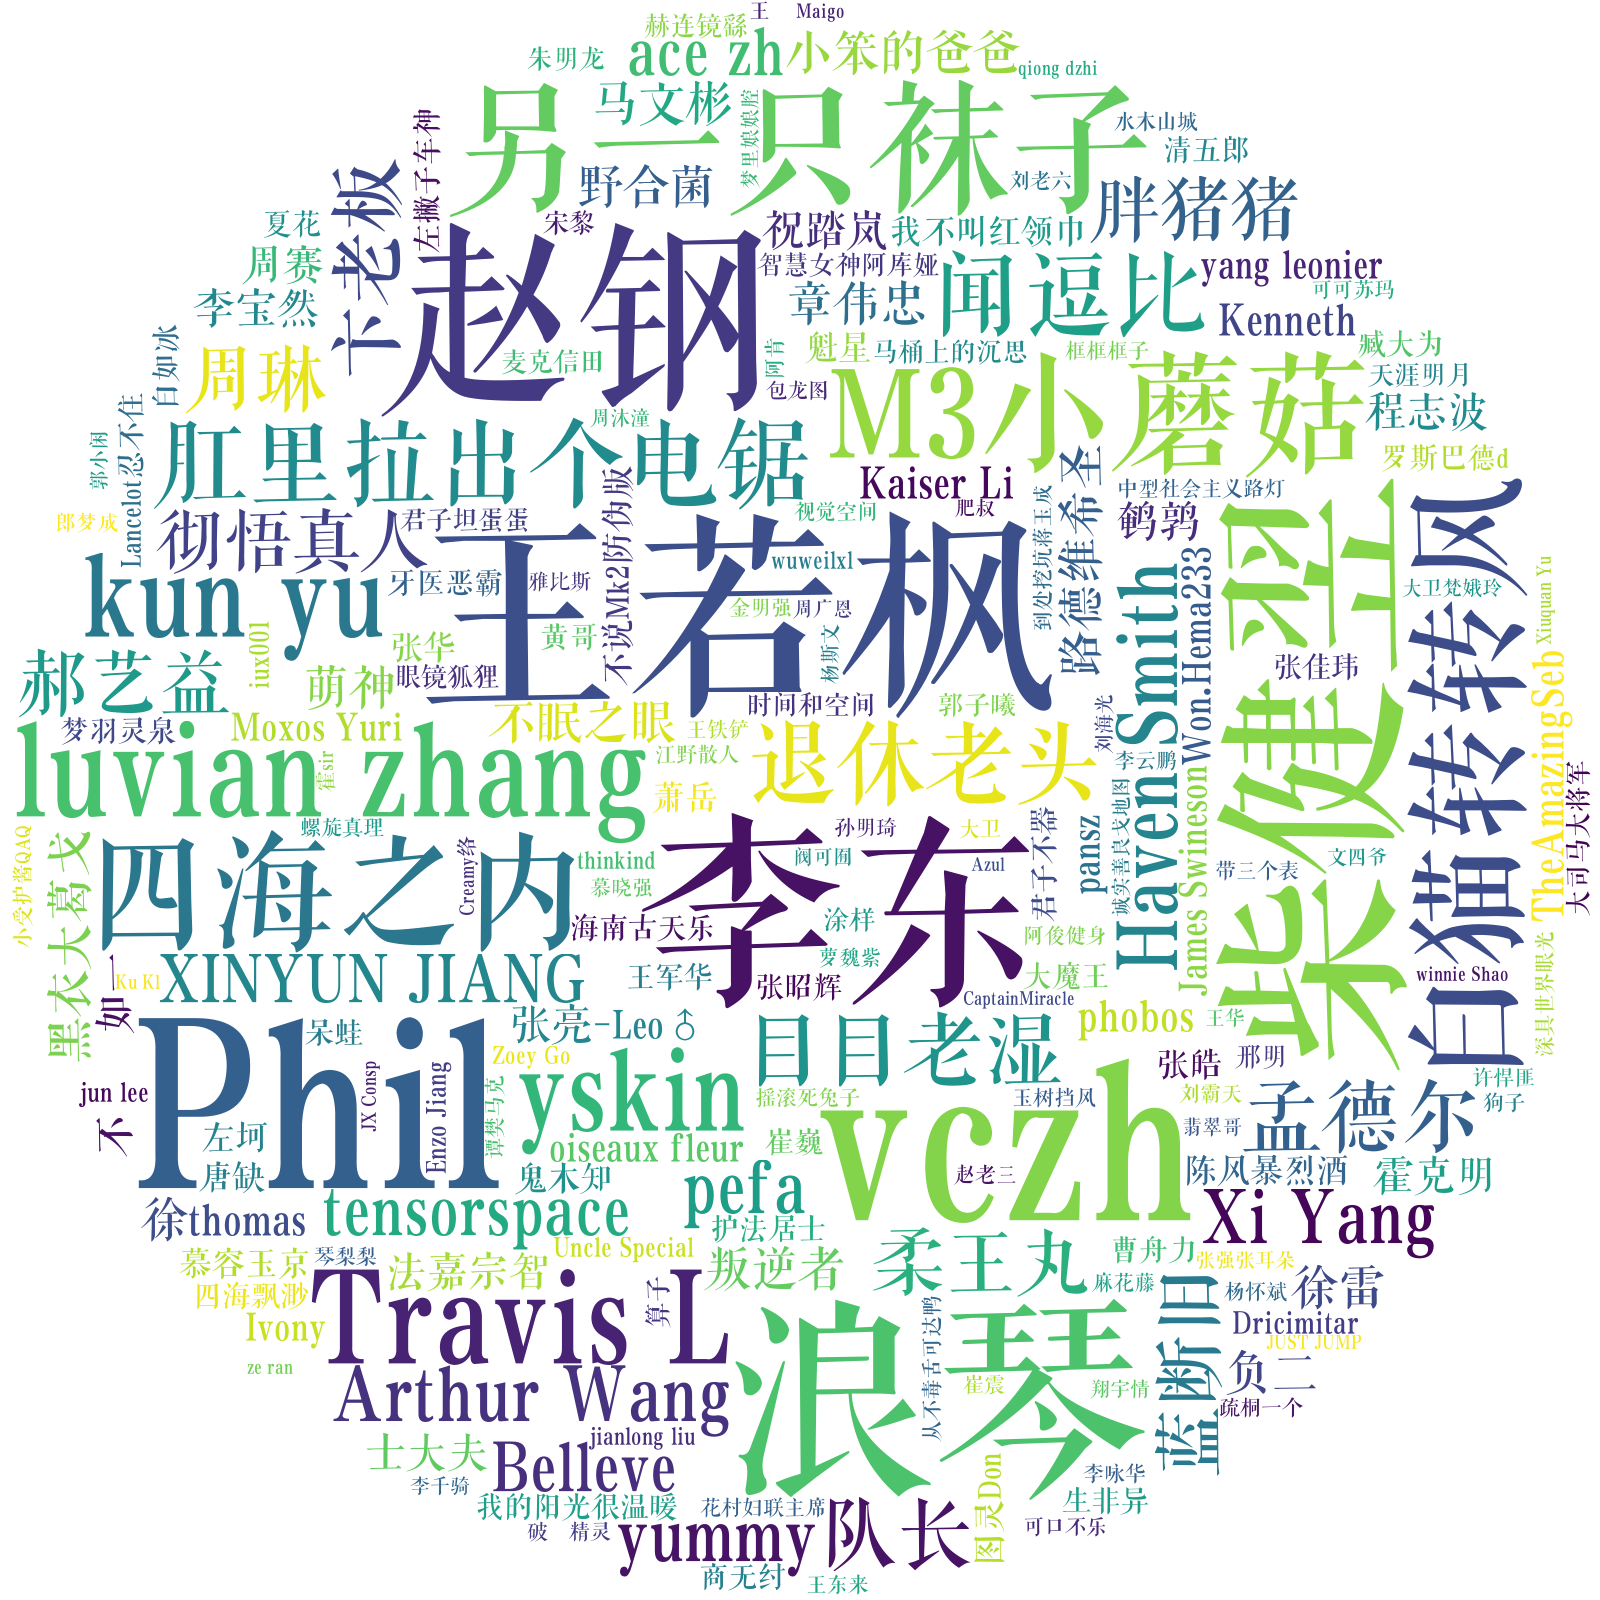 王 Maigo
赫连镜繇
朱明龙
ace zh
小笨的爸爸
qiong dzhi
马文彬
梦里娘娘腔
另一只袜子
左撇子车神
水木山城
清五郎
刘老六
野合菌
卞老板
夏花
宋黎
赵钢
祝踏岚
我不叫红领巾
胖猪猪
周赛
李宝然
智慧女神阿库娅
章伟忠
闻逗比
yang leonier
可可苏玛
Kenneth
白如冰
周琳
麦克信田
阿肯
魁星
马桶上的沉思
框框框子
臧大为
天涯明月
包龙图
M3小蘑菇
程志波
周沐潼
郭小闲
Lancelot忍不住
肛里拉出个电锯
Kaiser Li
罗斯巴德d
中型社会主义路灯
郎梦成
彻悟真人
君子坦蛋蛋
不说Mk2防伪版
视觉空间
肥叔
到处挖坑蒋玉成
路德维希圣
鹌鹑
柴健翌
白猫转转风
kun yu
牙医恶霸
雅比斯
王若枫
wuweilxl
金明强
周广恩
HavenSmith
Won.Hema233
大卫梵娥玲
Xiuquan Yu
郝艺益
iux001
张华
黄哥
杨斯文
萌神
眼镜狐狸
张佳玮
梦羽灵泉
Moxos Yuri
不眠之眼
王铁铲
时间和空间
郭子曦
刘海光
luvian zhang
霍sir
江野散人
退休老头
李云鹏
TheAmazingSeb
大司马大将军
萧岳
小受护酱QAQ
黑衣大葛戈
螺旋真理
四海之内
Creamy络
thinkind
慕晓强
李东
孙明琦
大卫
阀可囿
Azul
君子不器
pansz
诚实善良戈地图
James Swineson
带三个表
文四爷
海南古天乐
涂样
阿俊健身
深具世界眼光
如一
Ku Kl
XINYUN JIANG
王军华
萝魏紫
张昭辉
大魔王
CaptainMiracle
winnie Shao
Phil
呆蛙
张亮-Leo♂
目目老湿
phobos
王华
Zoey Go
yskin
张皓
邢明
jun lee
不
JX Consp
Enzo Jiang
谭樊马克
摇滚死兔子
vczh
玉树挡风
刘霸天
孟德尔
许悍匪
狗子
左坷
oiseaux fleur
崔巍
翡翠哥
唐缺
鬼木知
pefa
赵老三
陈风暴烈酒
霍克明
徐thomas
tensorspace
护法居士
Xi Yang
慕容玉京
琴梨梨
Uncle Special
叛逆者
柔王丸
曹舟力
张强张耳朵
法嘉宗智
四海飘渺
算子
麻花藤
杨怀斌
徐雷
Travis L
浪琴
从不毒舌可达鸭
蓝断旧
Ivony
Dricimitar
JUST JUMP
ze ran
Arthur Wang
崔震
翔宇情
负二
疏桐一个
jianlong liu
士大夫
Belleve
李千骑
图灵Don
李咏华
我的阳光很温暖
花村妇联主席
生非异
破 精灵
yummy队长
可口不乐
商无纣
王东来